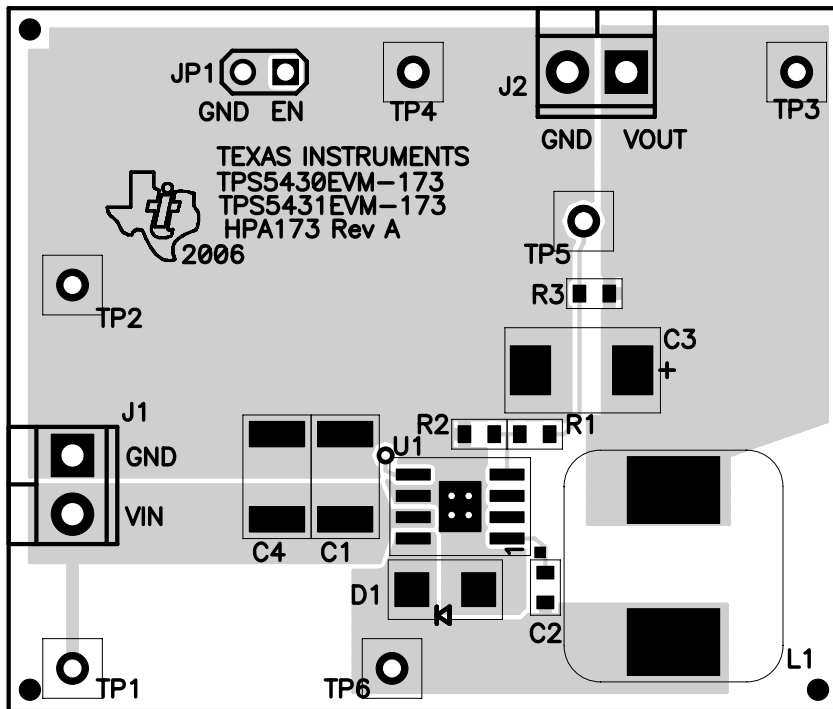 JP1
GND EN
TP4
J2
GND VOUT
TP3
TEXAS INSTRUMENTS
TPS5430EVM-173
TPS5431EVM-173
HPA173 Rev A
2006
TP5
TP2
R3
C3
+
J1
GND
VIN
R2
R1
U1
C4
C1
1
D1
C2
L1
TP1
TP6